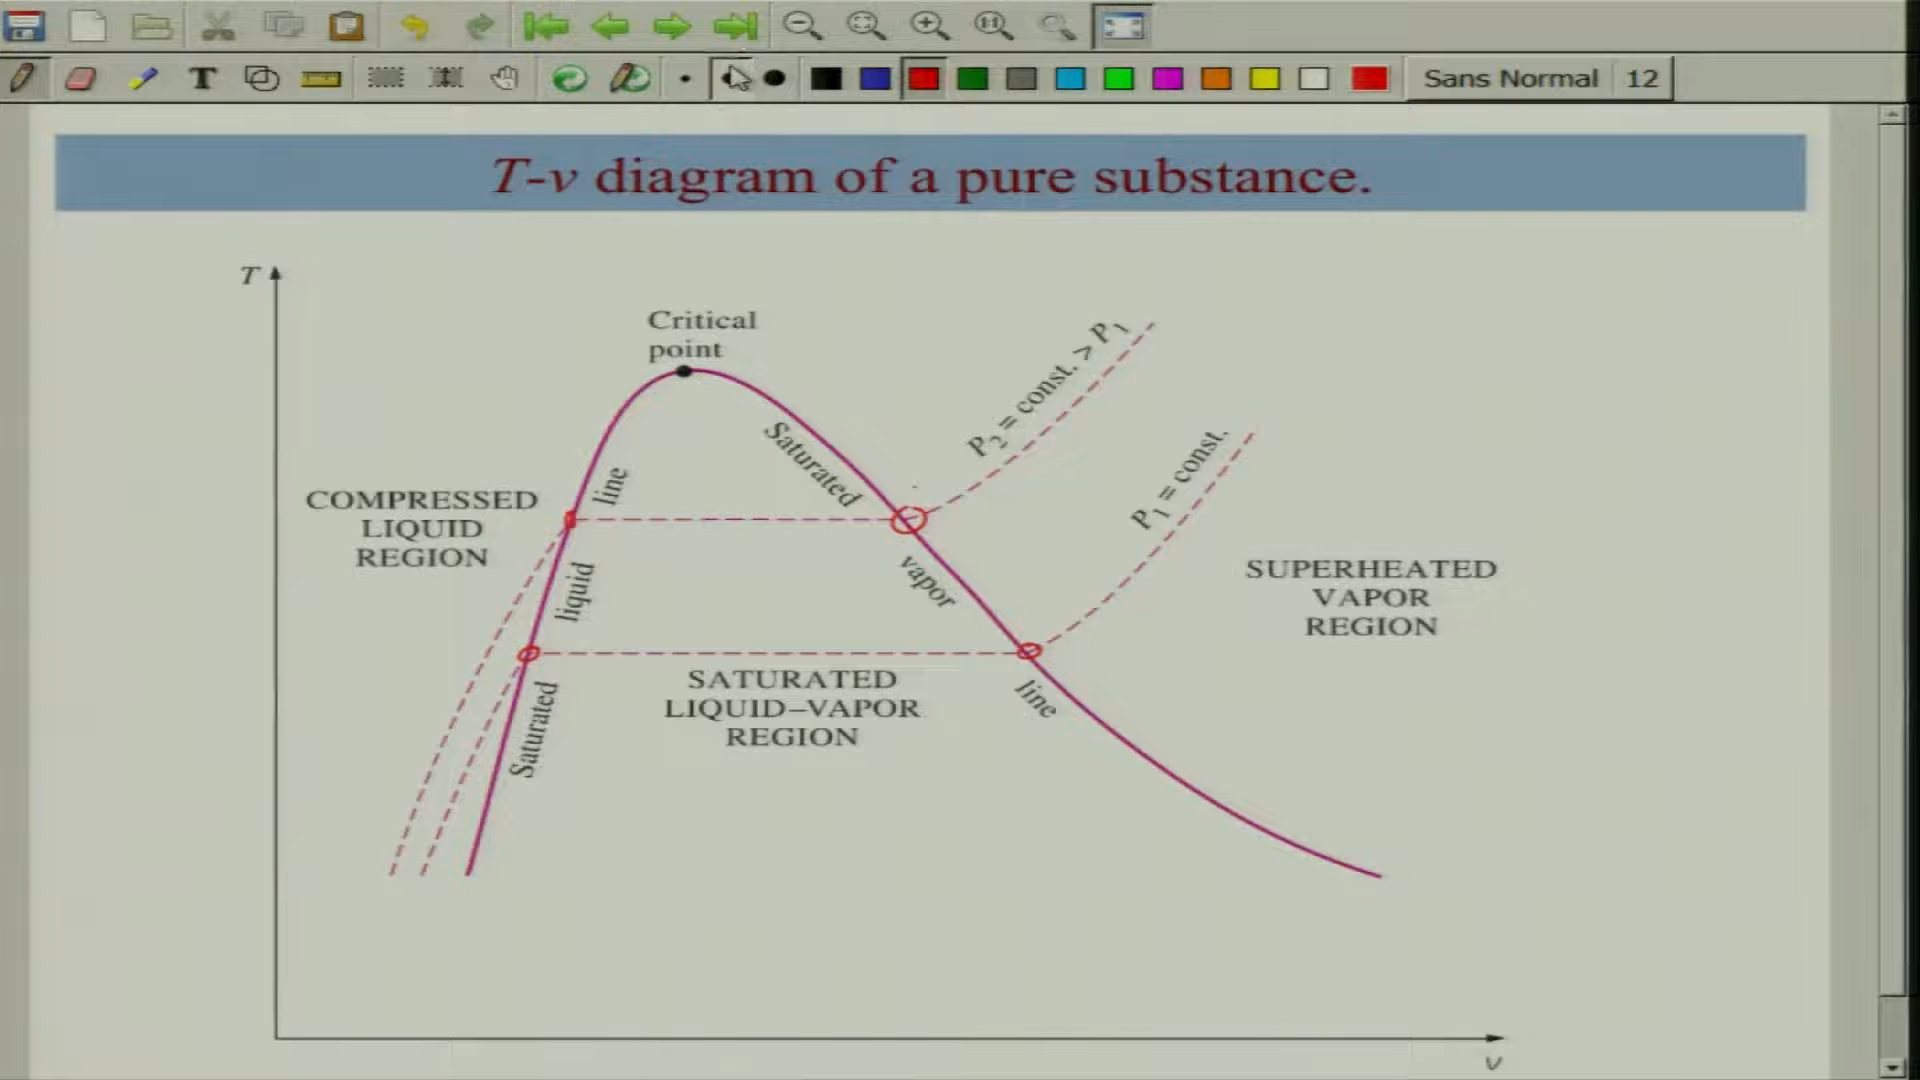 T
Sans Normal 12
T-v diagram of a pure substance.
T
Critical
point
P2 = const. > P1
P1 = const.
Saturated
vapor
line
line
liquid
Saturated
COMPRESSED
LIQUID
REGION
SUPERHEATED
VAPOR
REGION
SATURATED
LIQUID–VAPOR
REGION
v